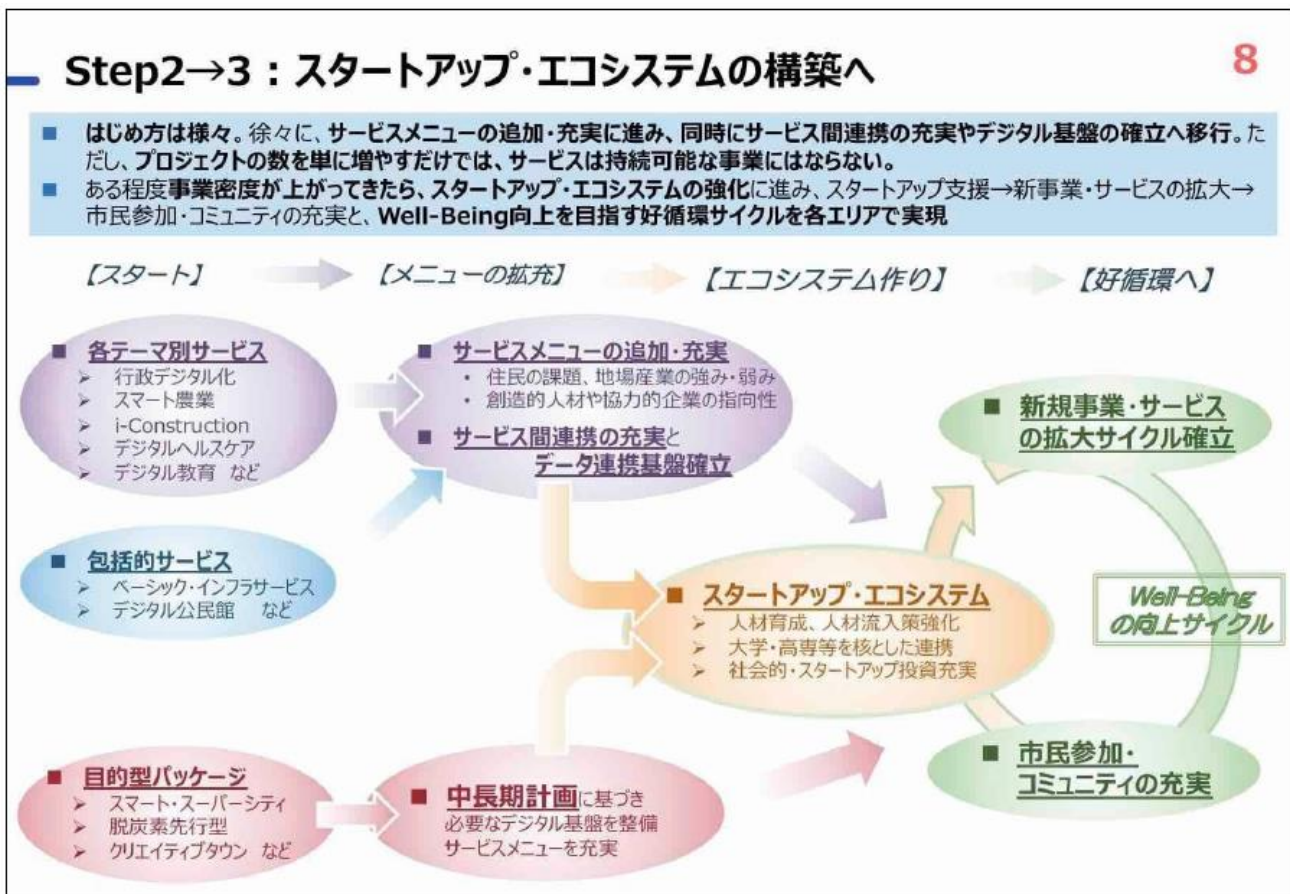 Step2→3：スタートアップ・エコシステムの構築へ
8
■ はじめ方は様々。徐々に、サービスメニューの追加・充実に進み、同時にサービス間連携の充実やデジタル基盤の確立へ移行。た
だし、プロジェクトの数を単に増やすだけでは、サービスは持続可能な事業にはならない。
■ ある程度事業密度が上がってきたら、スタートアップ・エコシステムの強化に進み、スタートアップ支援→新事業・サービスの拡大→
市民参加・コミュニティの充実と、Well-Being向上を目指す好循環サイクルを各エリアで実現
【スタート】
【メニューの拡充】
【エコシステム作り】
【好循環へ】
■ 各テーマ別サービス
➢ 行政デジタル化
➢ スマート農業
➢ i-Construction
➢ デジタルヘルスケア
➢ デジタル教育 など
■ サービスメニューの追加・充実
・ 住民の課題、地場産業の強み・弱み
・ 創造的人材や協力的企業の指向性
■ サービス間連携の充実と
データ連携基盤確立
■ 新規事業・サービス
の拡大サイクル確立
■ 包括的サービス
➢ ベーシック・インフラサービス
➢ デジタル公民館 など
■ スタートアップ・エコシステム
➢ 人材育成、人材流入策強化
➢ 大学・高専等を核とした連携
➢ 社会的・スタートアップ投資充実
Well-Being
の向上サイクル
■ 目的型パッケージ
➢ スマート・スーパーシティ
➢ 脱炭素先行型
➢ クリエイティブタウン など
■ 中長期計画に基づき
必要なデジタル基盤を整備
サービスメニューを充実
■ 市民参加・
コミュニティの充実